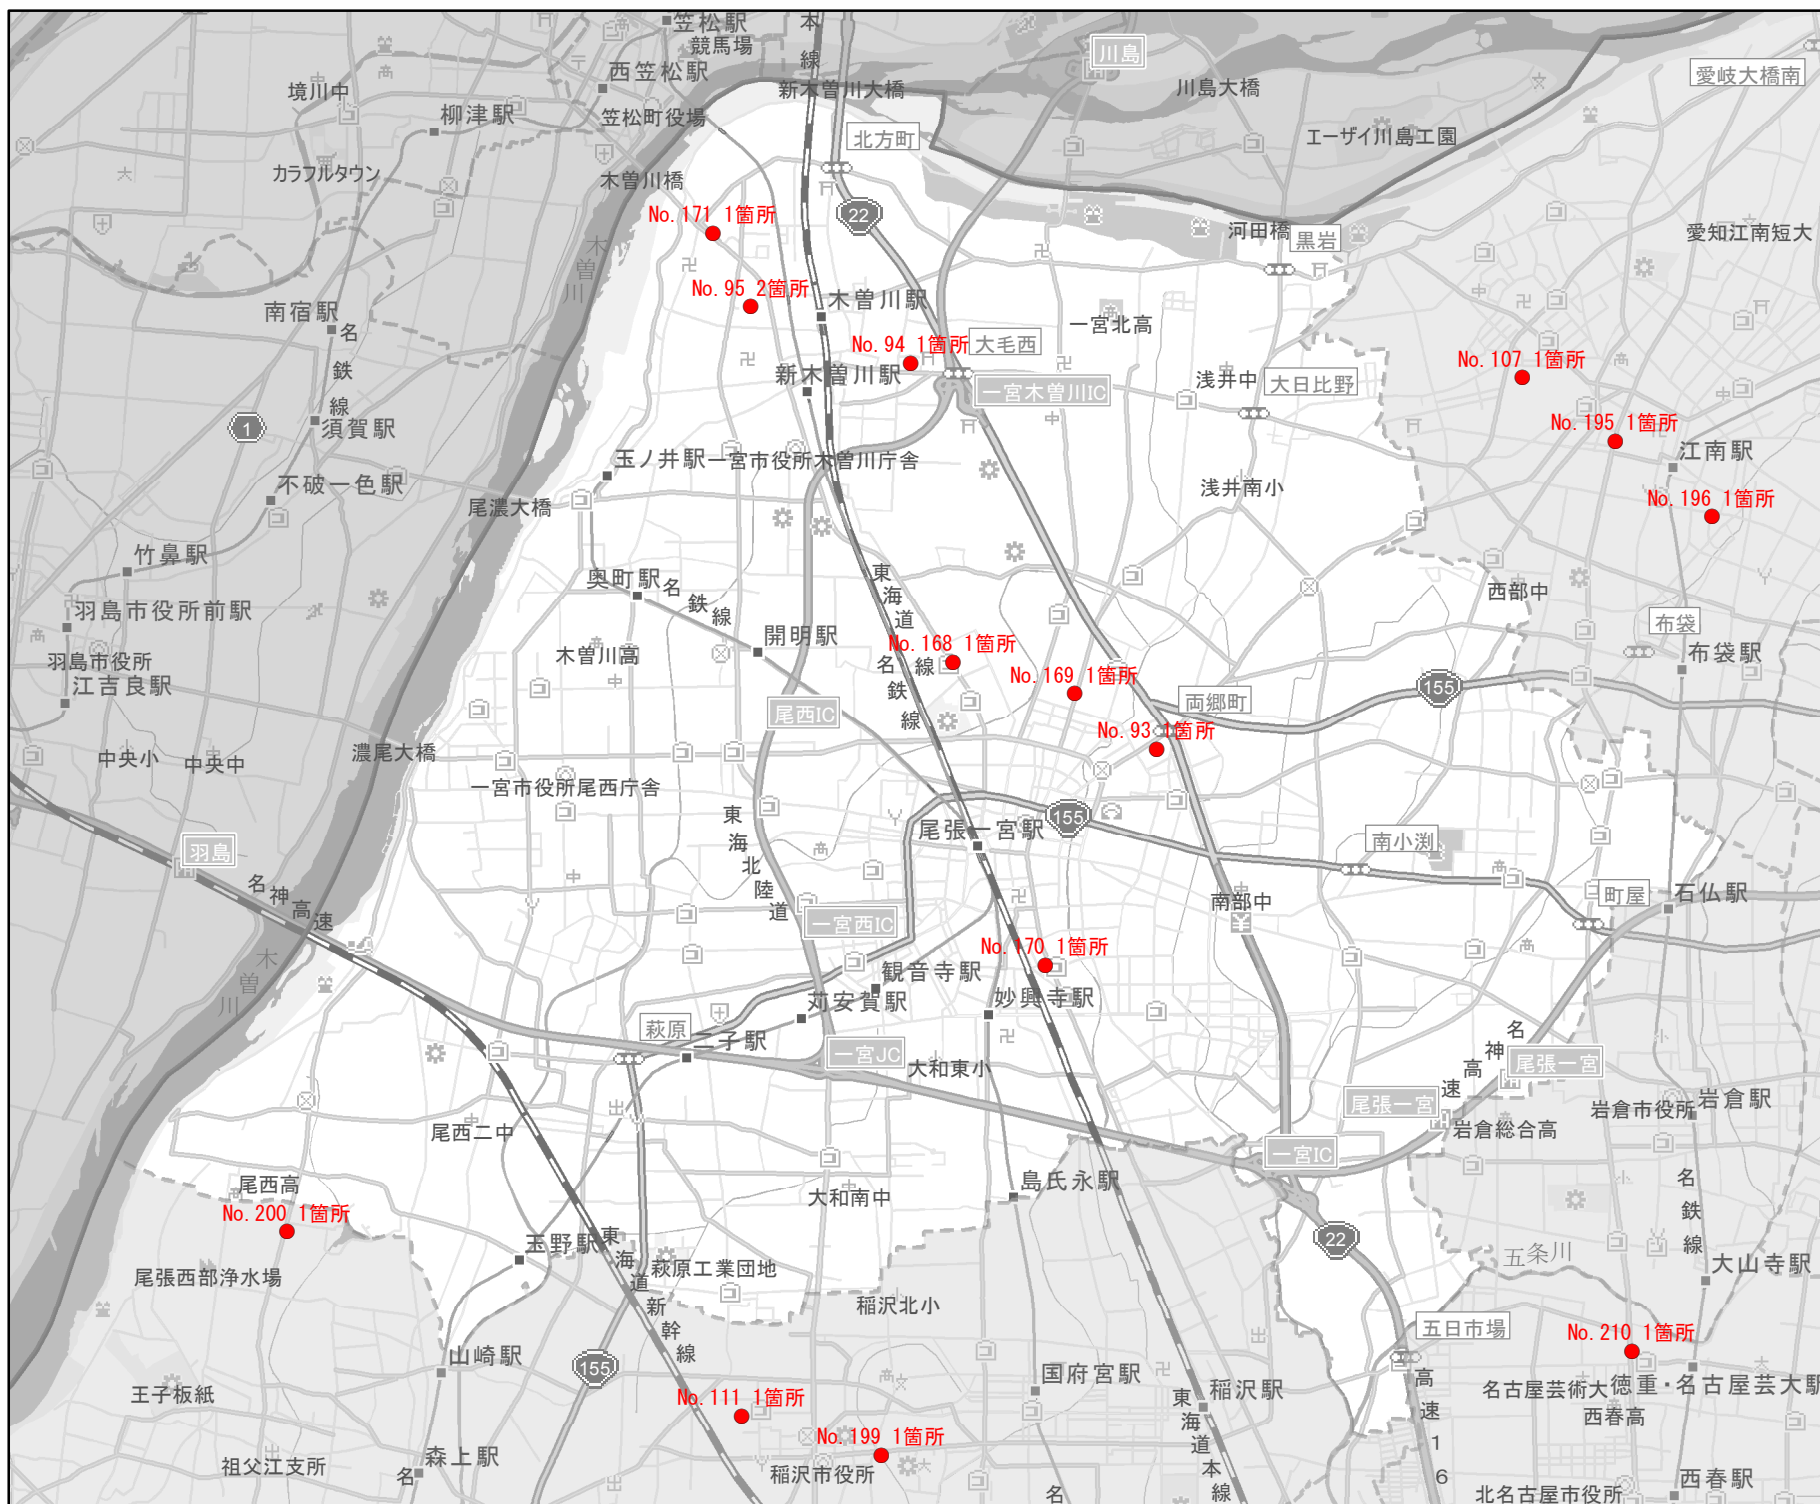 笠松駅
競馬場
西笠松駅
本線
新木曽川大橋
川島
川島大橋
愛岐大橋南
境川中
柳津駅
笠松町役場
北方町
エーザイ川島工園
カラフルタウン
木曽川橋
No.171 1箇所
22
河田橋
黒岩
愛知江南短大
木曽川
No.95 2箇所
木曽川駅
南宿駅
名鉄線
一宮北高
No.94 1箇所
大毛西
新木曽川駅
一宮木曽川IC
浅井中
大日比野
No.107 1箇所
1
須賀駅
No.195 1箇所
江南駅
玉ノ井駅
一宮市役所木曽川庁舎
不破一色駅
尾濃大橋
浅井南小
No.196 1箇所
竹鼻駅
奥町駅
名鉄線
東海道線
西部中
羽島市役所前駅
開明駅
布袋
羽島市役所
木曽川高
No.168 1箇所
名鉄線
布袋駅
江吉良駅
No.169 1箇所
155
尾西IC
両郷町
No.93 1箇所
中央小
中央中
濃尾大橋
一宮市役所尾西庁舎
東海北陸道
尾張一宮駅
155
南小渕
羽島
名神高速
町屋
石仏駅
一宮西IC
南部中
木曽川
No.170 1箇所
観音寺駅
苅安賀駅
妙興寺駅
萩原
二子駅
一宮JC
大和東小
名神高速
尾張一宮
尾張一宮
岩倉市役所
岩倉駅
尾西二中
岩倉総合高
一宮IC
尾西高
大和南中
島氏永駅
名鉄線
No.200 1箇所
22
玉野駅
東海道新幹線
五条川
尾張西部浄水場
萩原工業団地
大山寺駅
稲沢北小
五日市場
No.210 1箇所
山崎駅
155
国府宮駅
稲沢駅
王子板紙
No.111 1箇所
東海道本線
高速16
名古屋芸術大
徳重・名古屋芸大駅
西春高
No.199 1箇所
祖父江支所
森上駅
名
稲沢市役所
名
北名古屋市役所
西春駅